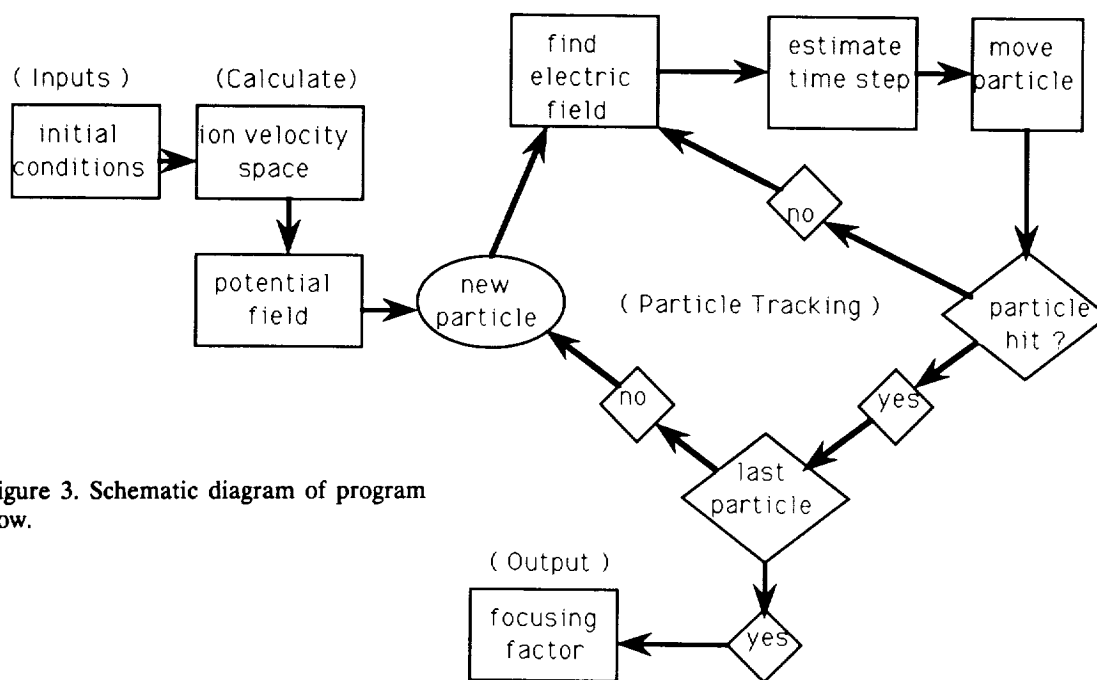 ( Inputs )
initial
conditions
(Calculate)
ion velocity
space
potential
field
new
particle
find
electric
field
estimate
time step
move
particle
no
( Particle Tracking )
particle
hit ?
yes
no
last
particle
yes
( Output )
focusing
factor
igure 3. Schematic diagram of program
ow.